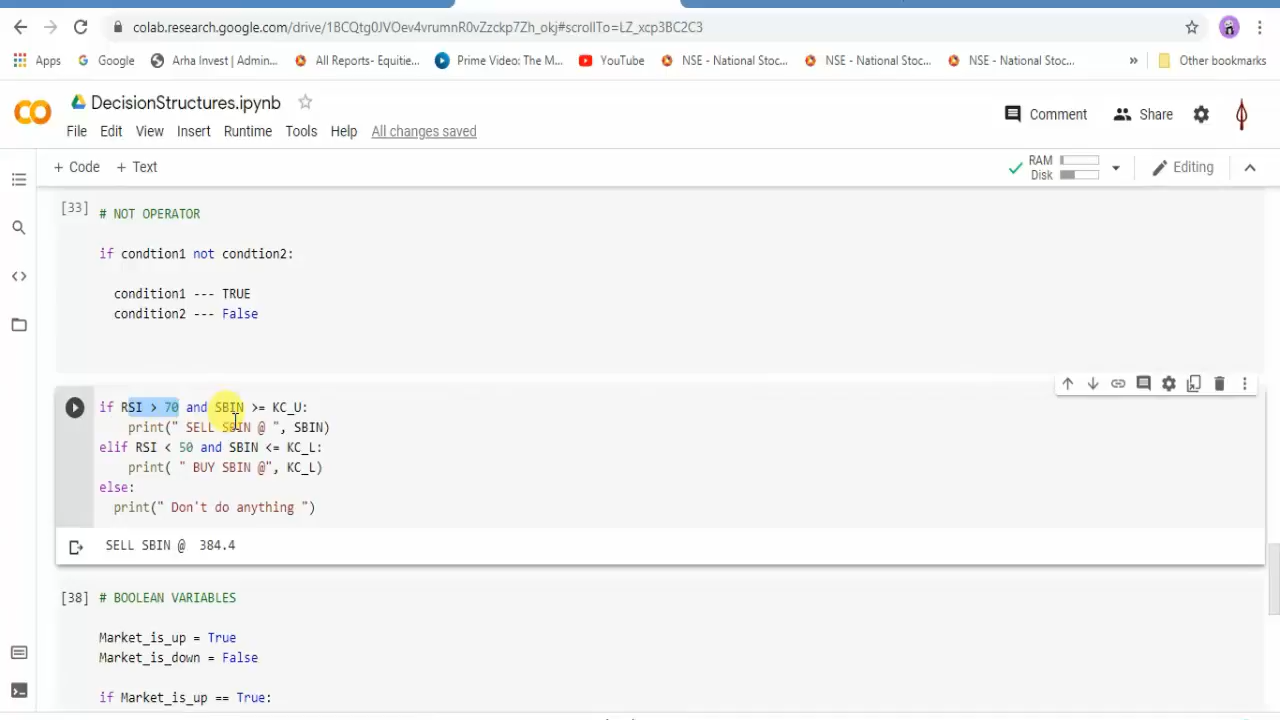 colab.research.google.com/drive/1BCQtg0JVOev4vrumnR0vZzckp7Zh_okj#scrollTo=LZ_xcp3BC2C3
Apps Google Arha Invest | Admin... All Reports- Equitie... Prime Video: The M... YouTube NSE - National Stoc... NSE - National Stoc... NSE - National Stoc... » Other bookmarks
CO DecisionStructures.ipynb
Comment Share
File Edit View Insert Runtime Tools Help All changes saved
+ Code + Text RAM Disk Editing
[33] # NOT OPERATOR
if condtion1 not condtion2:
condition1 --- TRUE
condition2 --- False
if RSI > 70 and SBIN >= KC_U:
print(" SELL SBIN @ ", SBIN)
elif RSI < 50 and SBIN <= KC_L:
print( " BUY SBIN @", KC_L)
else:
print(" Don't do anything ")
SELL SBIN @ 384.4
[38] # BOOLEAN VARIABLES
Market_is_up = True
Market_is_down = False
if Market_is_up == True: